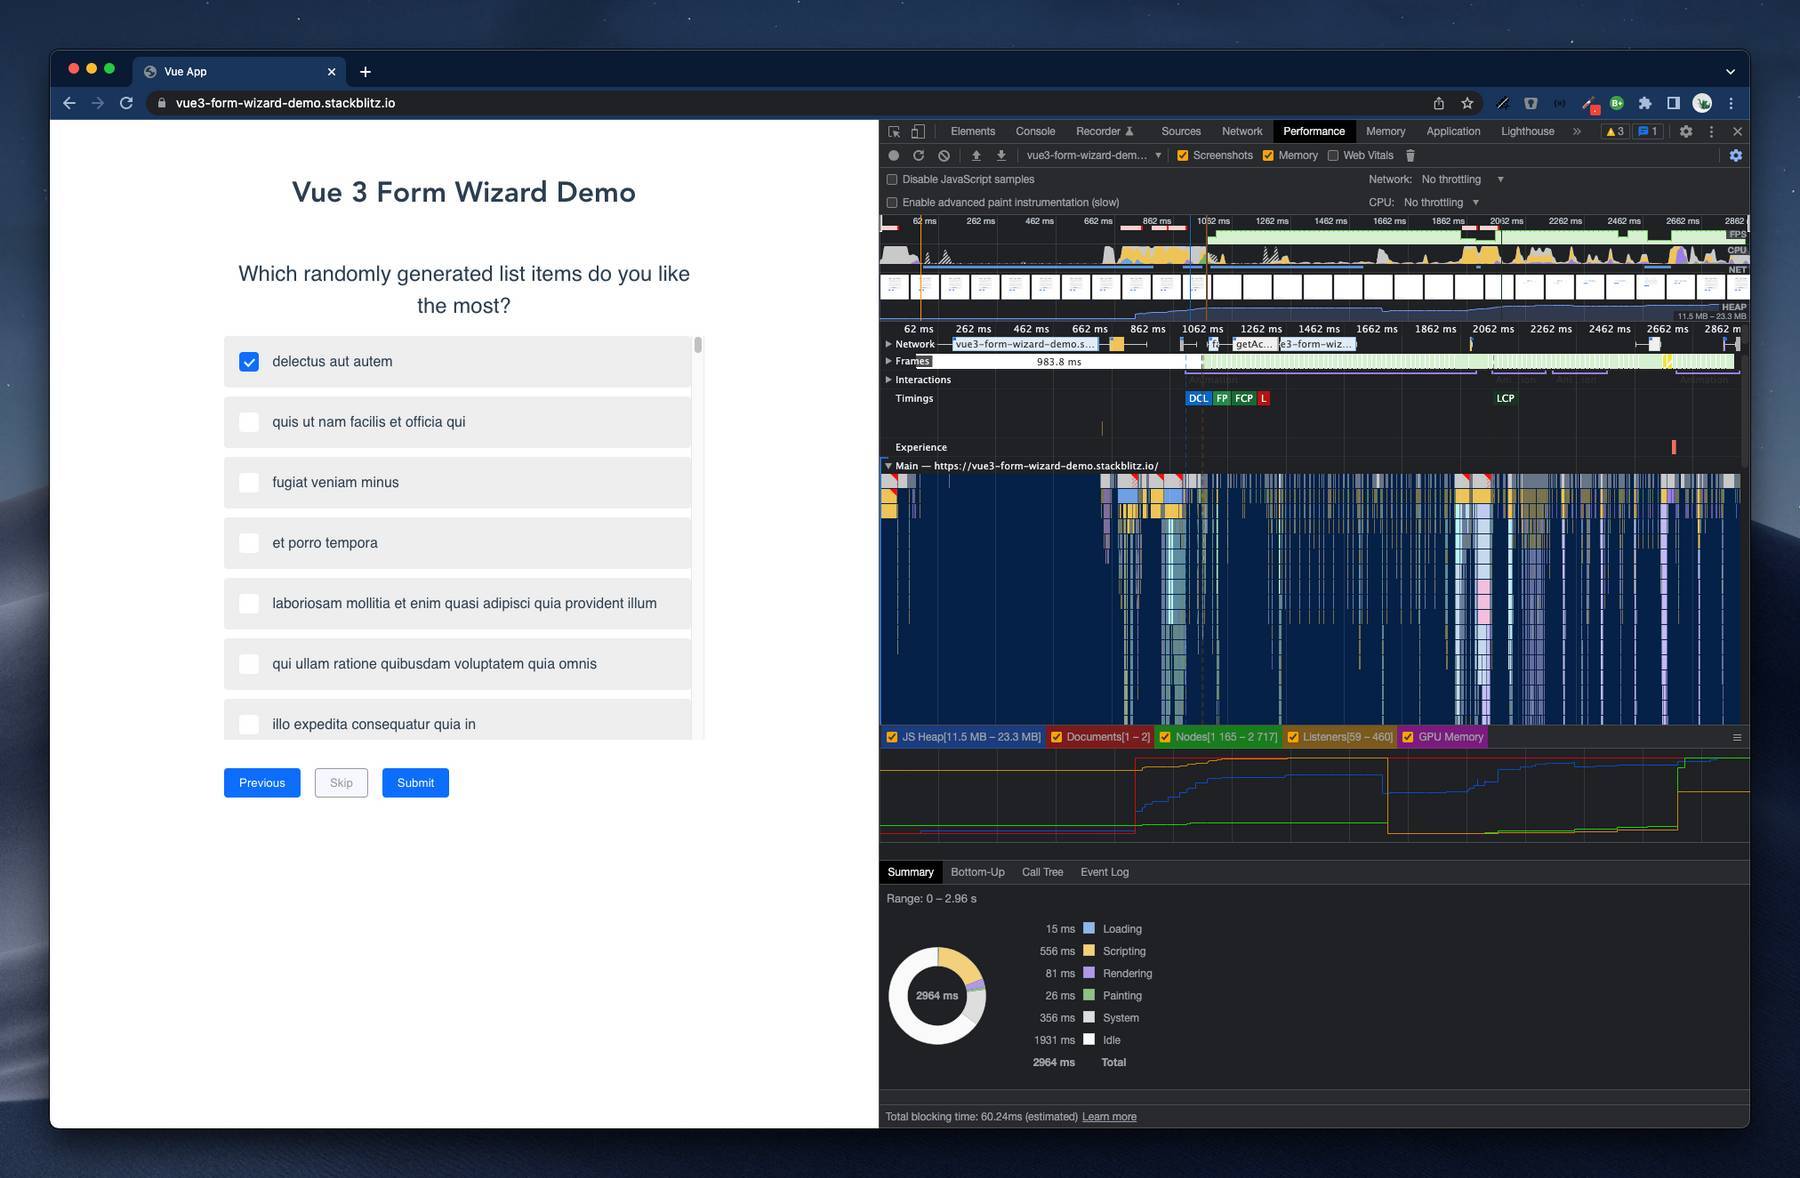 Vue App
vue3-form-wizard-demo.stackblitz.io
Vue 3 Form Wizard Demo
Which randomly generated list items do you like
the most?
delectus aut autem
quis ut nam facilis et officia qui
fugiat veniam minus
et porro tempora
laboriosam mollitia et enim quasi adipisci quia provident illum
qui ullam ratione quibusdam voluptatem quia omnis
illo expedita consequatur quia in
Previous Skip Submit
Elements Console Recorder Sources Network Performance Memory Application Lighthouse » 3 1
vue3-form-wizard-dem... Screenshots Memory Web Vitals
Disable JavaScript samples Network: No throttling
Enable advanced paint instrumentation (slow) CPU: No throttling
62 ms 262 ms 462 ms 662 ms 862 ms 1062 ms 1262 ms 1462 ms 1662 ms 1862 ms 2062 ms 2262 ms 2462 ms 2662 ms 2862
FPS
CPU
NET
HEAP
11.5 MB – 23.3 MB
62 ms 262 ms 462 ms 662 ms 862 ms 1062 ms 1262 ms 1462 ms 1662 ms 1862 ms 2062 ms 2262 ms 2462 ms 2662 ms 2862 m
Network vue3-form-wizard-demo.s... getAc... e3-form-wiz...
Frames 983.8 ms
Interactions Animation Animation
Timings DCL FP FCP L LCP
Experience
Main — https://vue3-form-wizard-demo.stackblitz.io/
JS Heap[11.5 MB – 23.3 MB] Documents[1 – 2] Nodes[1 165 – 2 717] Listeners[59 – 460] GPU Memory
Summary Bottom-Up Call Tree Event Log
Range: 0 – 2.96 s
15 ms Loading
556 ms Scripting
81 ms Rendering
2964 ms
26 ms Painting
356 ms System
1931 ms Idle
2964 ms Total
Total blocking time: 60.24ms (estimated) Learn more